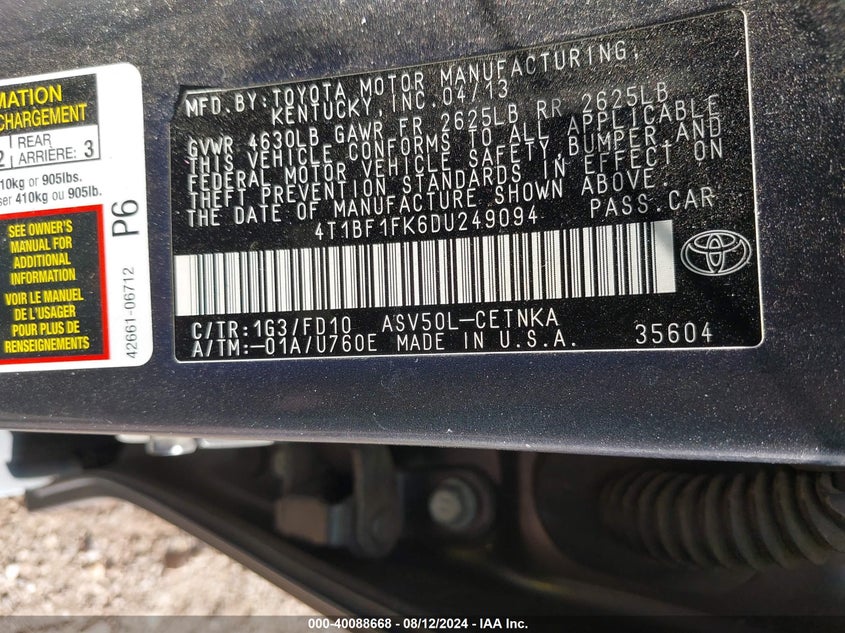 MATION
CHARGEMENT
2 REAR
ARRIÈRE: 3
10kg or 905lbs.
ser 410kg ou 905lb.
SEE OWNER'S
MANUAL FOR
ADDITIONAL
INFORMATION
VOIR LE MANUEL
DE L'USAGER
POUR PLUS DE
RENSEIGNEMENTS
P6
42661-06712
MFD.BY:TOYOTA MOTOR MANUFACTURING,
KENTUCKY, INC.04/13
GVWR 4630LB GAWR FR 2625LB RR 2625LB
THIS VEHICLE CONFORMS TO ALL APPLICABLE
FEDERAL MOTOR VEHICLE SAFETY, BUMPER AND
THEFT PREVENTION STANDARDS IN EFFECT ON
THE DATE OF MANUFACTURE SHOWN ABOVE.
4T1BF1FK6DU249094 PASS.CAR
C/TR:1G3/FD10 ASV50L-CETNKA
A/TM:-01A/U760E MADE IN U.S.A. 35604
000-40088668 - 08/12/2024 - IAA Inc.